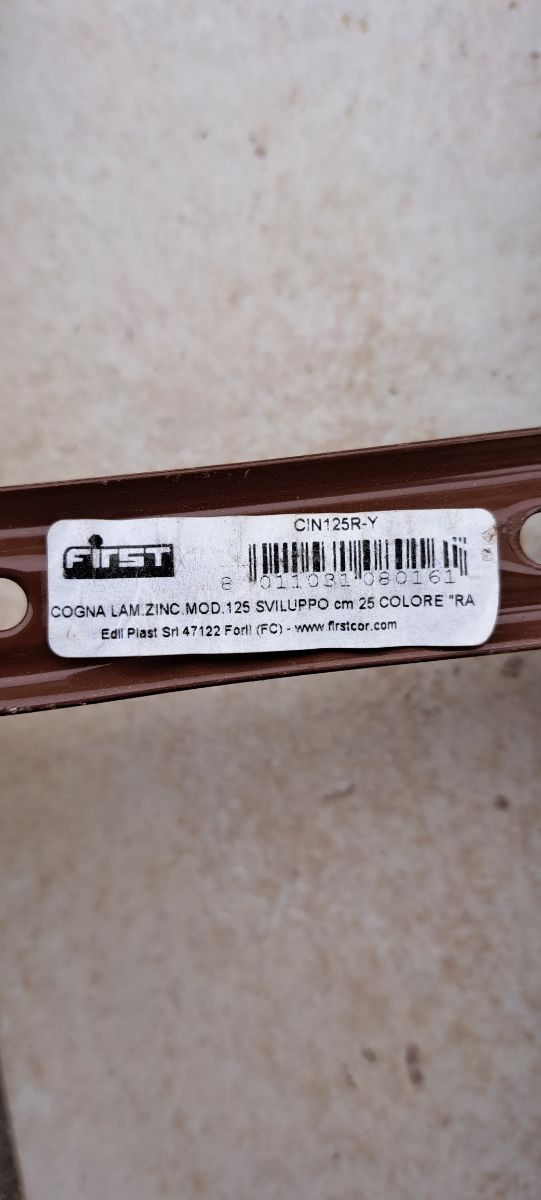 CIN125R-Y
FirST
8 011031 080161
COGNA LAM.ZINC.MOD.125 SVILUPPO cm 25 COLORE "RA
Edil Plast Srl 47122 Forlì (FC) - www.firstcor.com